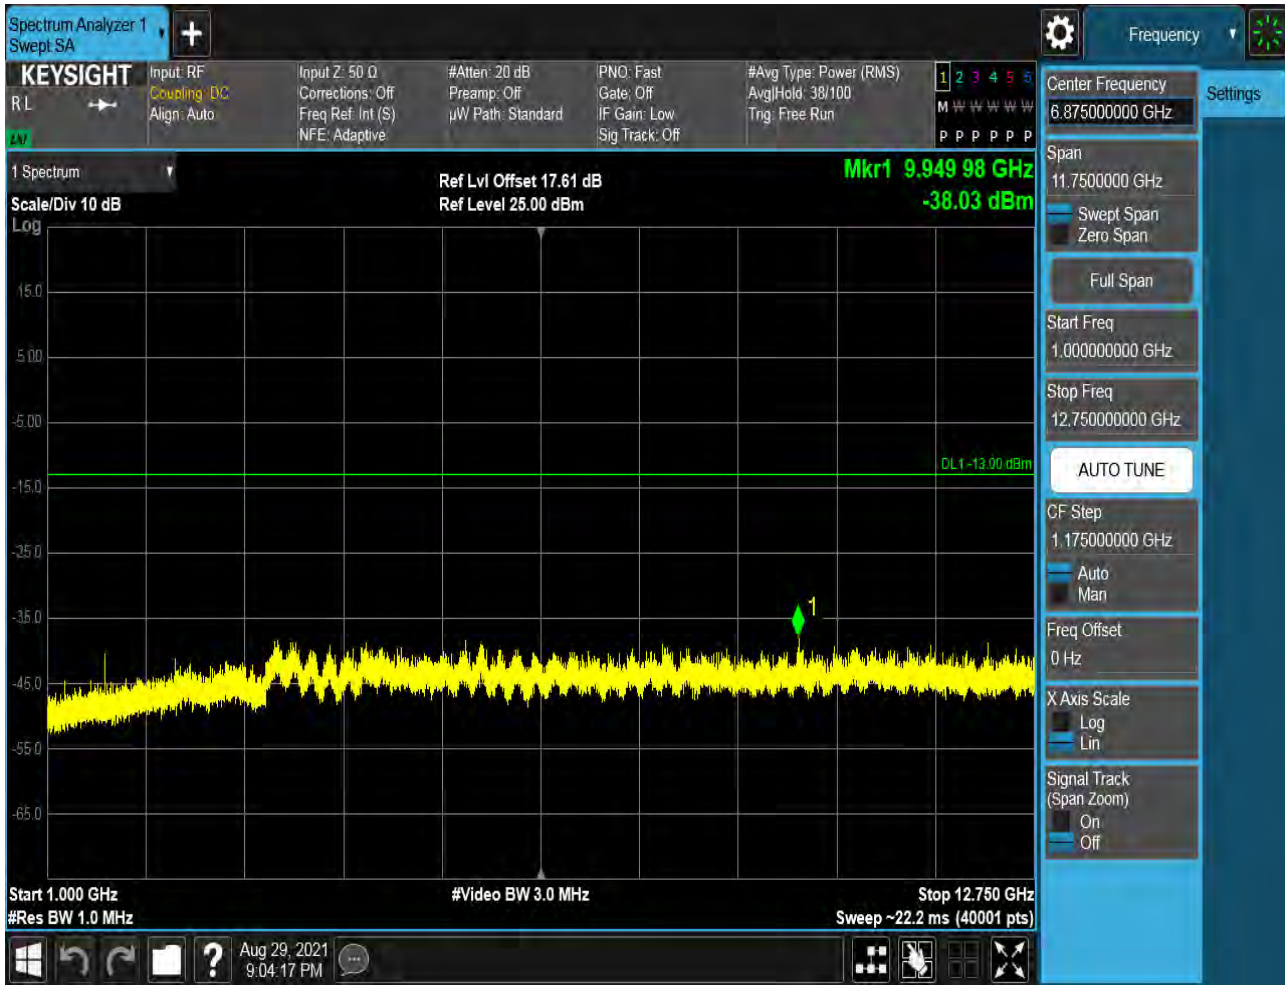 Spectrum Analyzer 1
Swept SA
Frequency
KEYSIGHT
R L
Input: RF
Coupling: DC
Align: Auto
Input Z: 50 Ω
Corrections: Off
Freq Ref: Int (S)
NFE: Adaptive
#Atten: 20 dB
Preamp: Off
µW Path: Standard
PNO: Fast
Gate: Off
IF Gain: Low
Sig Track: Off
#Avg Type: Power (RMS)
Avg|Hold: 38/100
Trig: Free Run
1 2 3 4 5 6
M W W W W W
P P P P P P
1 Spectrum
Scale/Div 10 dB
Log
Ref Lvl Offset 17.61 dB
Ref Level 25.00 dBm
Mkr1 9.949 98 GHz
-38.03 dBm
15.0
5.00
-5.00
DL1 -13.00 dBm
-15.0
-25.0
1
-35.0
-45.0
-55.0
-65.0
Start 1.000 GHz
#Res BW 1.0 MHz
#Video BW 3.0 MHz
Stop 12.750 GHz
Sweep ~22.2 ms (40001 pts)
Center Frequency
6.875000000 GHz
Settings
Span
11.7500000 GHz
Swept Span
Zero Span
Full Span
Start Freq
1.000000000 GHz
Stop Freq
12.750000000 GHz
AUTO TUNE
CF Step
1.175000000 GHz
Auto
Man
Freq Offset
0 Hz
X Axis Scale
Log
Lin
Signal Track
(Span Zoom)
On
Off
?
Aug 29, 2021
9:04:17 PM